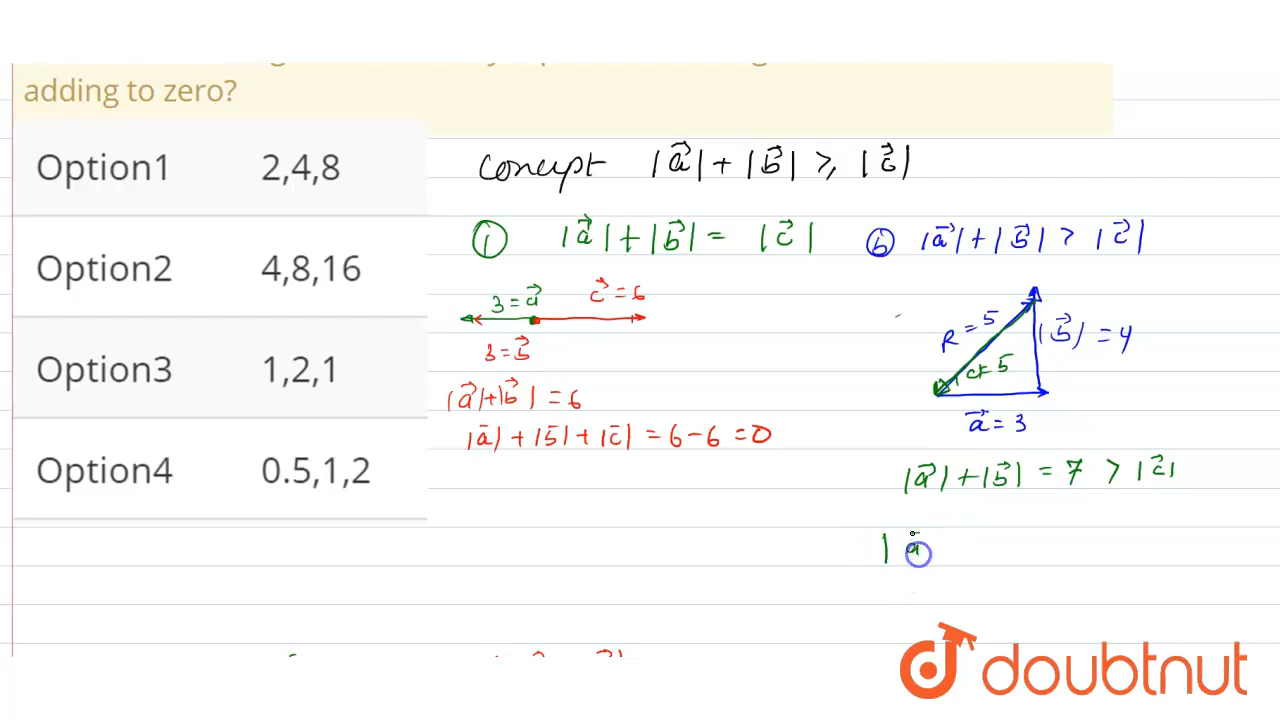 adding to zero?
Option1 2,4,8
Option2 4,8,16
Option3 1,2,1
Option4 0.5,1,2
Concept |a⃗| + |b⃗| ⩾ |c⃗|
① |a⃗| + |b⃗| = |c⃗|
3 = a⃗ c⃗ = 6
3 = b⃗
|a⃗| + |b⃗| = 6
|a̅| + |b̅| + |c̅| = 6 - 6 = 0
ⓑ |a⃗| + |b⃗| > |c⃗|
R = 5 |b⃗| = 4
c⃗ = 5
a⃗ = 3
|a⃗| + |b⃗| = 7 > |c⃗|
| a
doubtnut